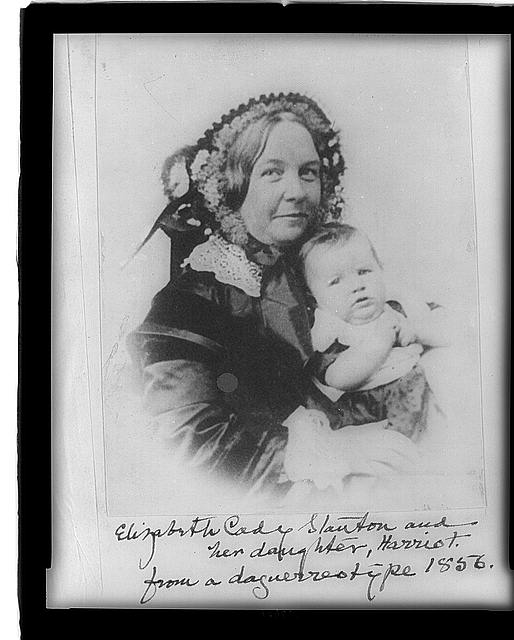 Elizabeth Cady Stanton and
her daughter, Harriot.
from a daguerreotype 1856.